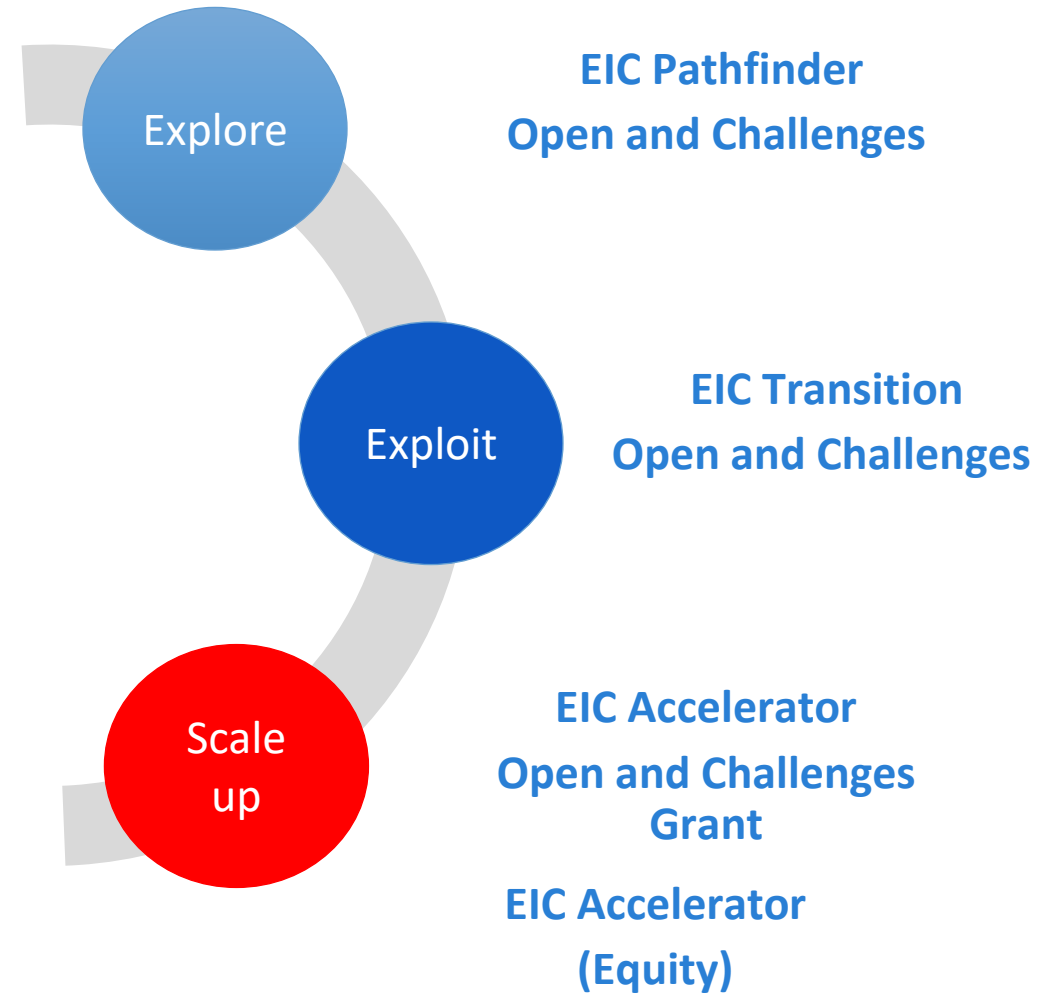 Explore
EIC Pathfinder
Open and Challenges
Exploit
EIC Transition
Open and Challenges
Scale
up
EIC Accelerator
Open and Challenges
Grant
EIC Accelerator
(Equity)